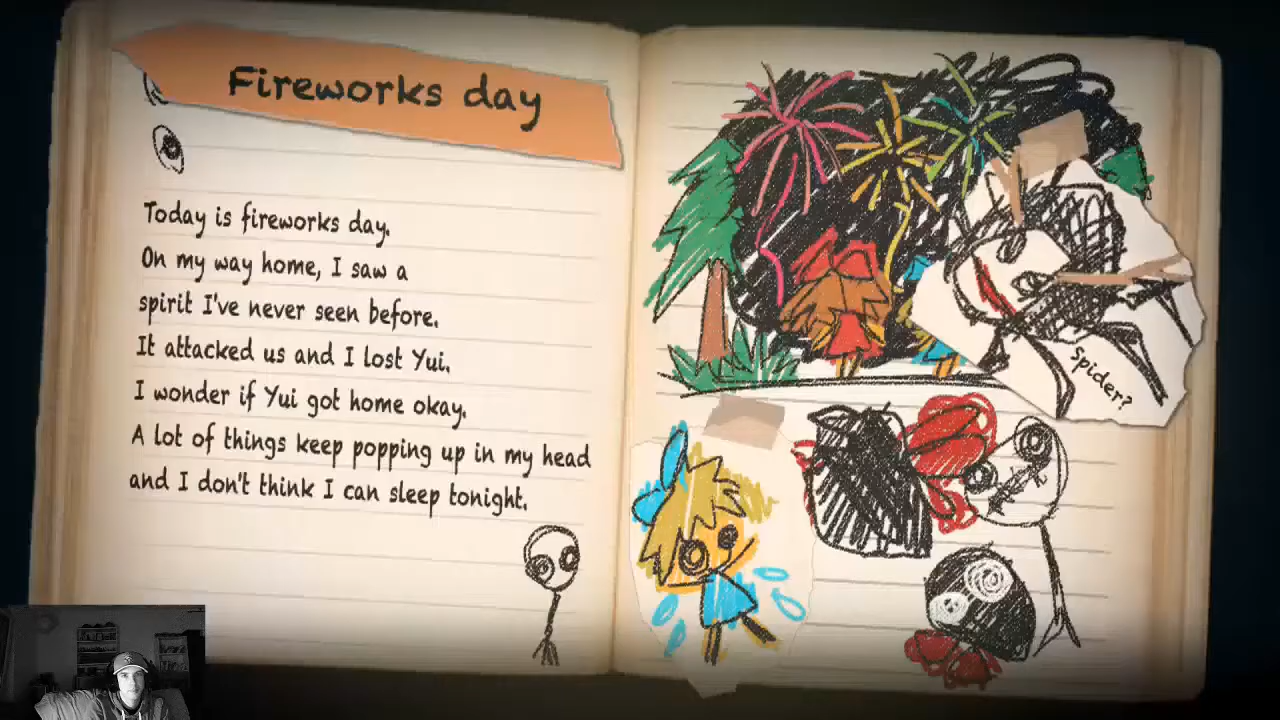 Fireworks day
Today is fireworks day.
On my way home, I saw a
spirit I've never seen before.
It attacked us and I lost Yui.
I wonder if Yui got home okay.
A lot of things keep popping up in my head
and I don't think I can sleep tonight.
Spider?